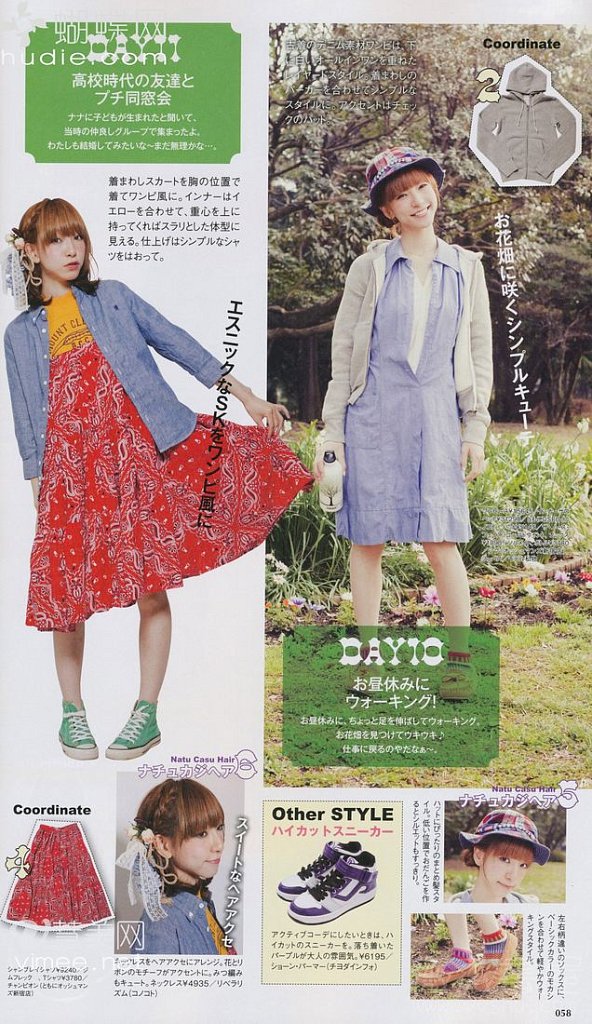 蝴蝶网
hudie.com
DAY11
高校時代の友達と
プチ同窓会
ナナに子どもが生まれたと聞いて、
当時の仲良しグループで集まったよ。
わたしも結婚してみたいな〜まだ無理かな…。
着まわしスカートを胸の位置で
着てワンピ風に。インナーはイ
エローを合わせて、重心を上に
持ってくればスラリとした体型に
見える。仕上げはシンプルなシャ
ツをはおって。
エスニックなSKをワンピ風に
古着のデニム素材ワンピは、下
に白いオールインワンを重ねた
レイヤードスタイル。着まわしの
パーカーを合わせてシンプルな
スタイルに、アクセントはチェッ
クのハット。
Coordinate
2
お花畑に咲くシンプルキューティ
DAY10
お昼休みに
ウォーキング!
お昼休みに、ちょっと足を伸ばしてウォーキング。
お花畑を見つけてウキウキ♪
仕事に戻るのやだなぁ〜。
Natu Casu Hair
ナチュカジヘア
Coordinate
4
シャンブレイシャツ¥5240/ジ
ムフレックス、Tシャツ¥3780/
チャンピオン(ともにオッシュマン
ズ新宿店)
スイートなヘアアクセ
ネックレスをヘアアクセにアレンジ。花とリ
ボンのモチーフがアクセントに。みつ編み
もキュート。ネックレス¥4935/リベラリ
ズム(コノコト)
Other STYLE
ハイカットスニーカー
アクティブコーデにしたいときは、ハ
イカットのスニーカーを。落ち着いた
パープルが大人の雰囲気。¥6195/
ショーン・パーマー(チヨダインフォ)
Natu Casu Hair
ナチュカジヘア5
ハットにぴったりのまとめ髪スタ
イル。低い位置でおだんごを作
るとシルエットもすっきり。
左右柄違いのソックスに、
ベーシックカラーのモカシ
ンを合わせて軽やかウォー
キングスタイル。
058